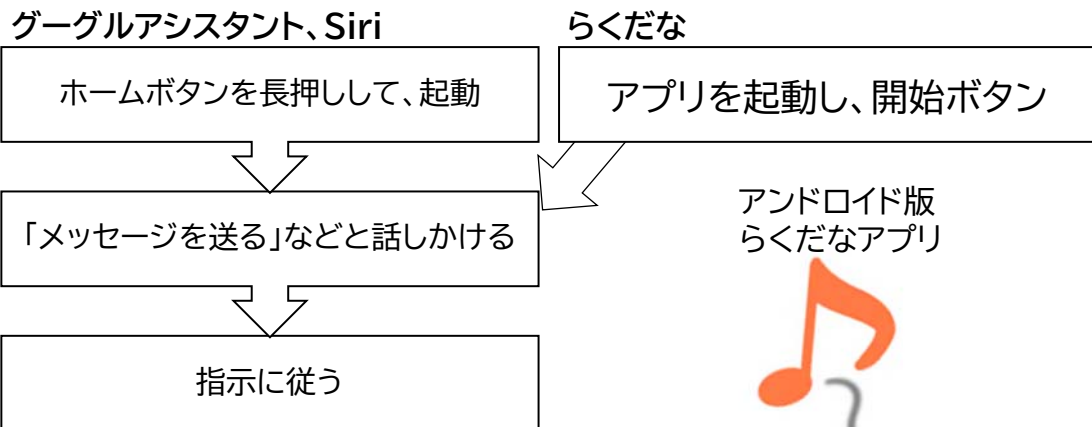 グーグルアシスタント、Siri
らくだな
ホームボタンを長押しして、起動
アプリを起動し、開始ボタン
「メッセージを送る」などと話しかける
アンドロイド版
らくだなアプリ
指示に従う